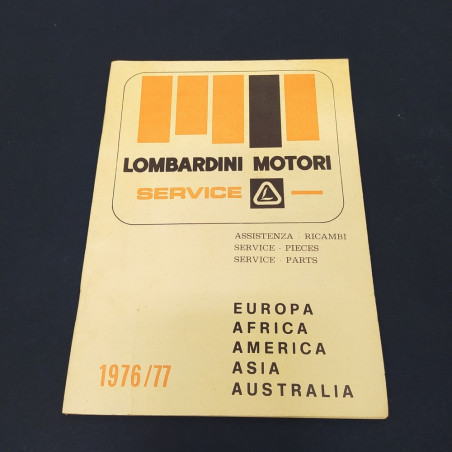 LOMBARDINI MOTORI
SERVICE L
ASSISTENZA - RICAMBI
SERVICE - PIECES
SERVICE - PARTS
EUROPA
AFRICA
AMERICA
ASIA
AUSTRALIA
1976/77